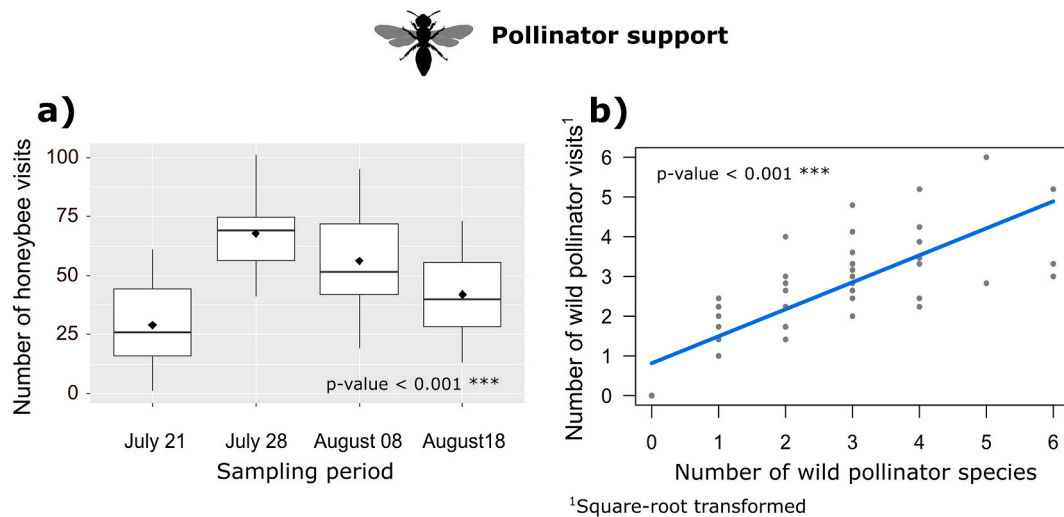 Pollinator support
a)
Number of honeybee visits
100
75
50
25
0
p-value < 0.001 ***
July 21
July 28
August 08
August18
Sampling period
b)
Number of wild pollinator visits¹
6
5
4
3
2
1
0
p-value < 0.001 ***
0
1
2
3
4
5
6
Number of wild pollinator species
¹Square-root transformed